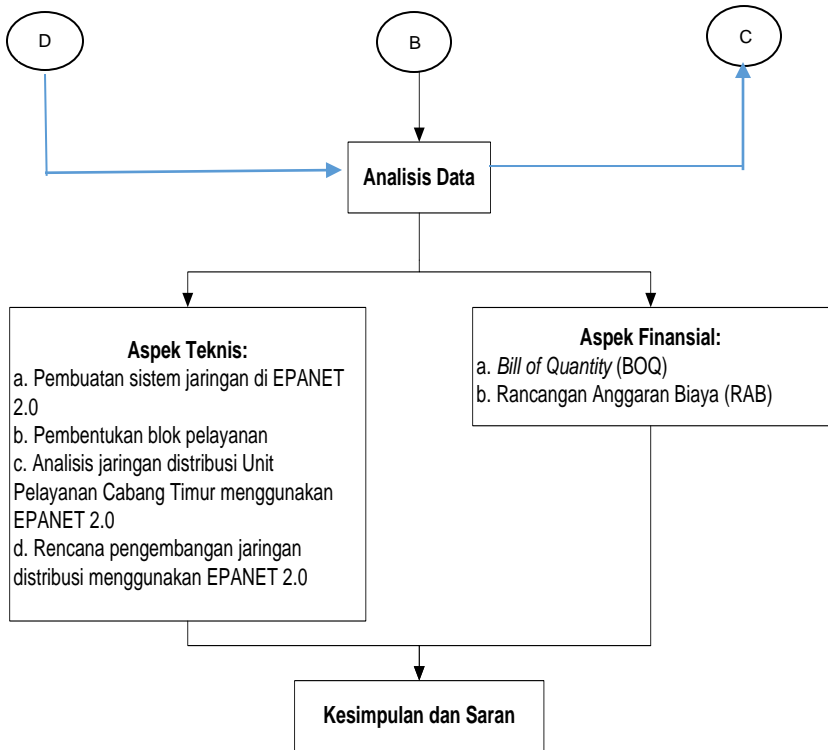 D
B
C
Analisis Data
Aspek Teknis:
a. Pembuatan sistem jaringan di EPANET
2.0
b. Pembentukan blok pelayanan
c. Analisis jaringan distribusi Unit
Pelayanan Cabang Timur menggunakan
EPANET 2.0
d. Rencana pengembangan jaringan
distribusi menggunakan EPANET 2.0
Aspek Finansial:
a. Bill of Quantity (BOQ)
b. Rancangan Anggaran Biaya (RAB)
Kesimpulan dan Saran